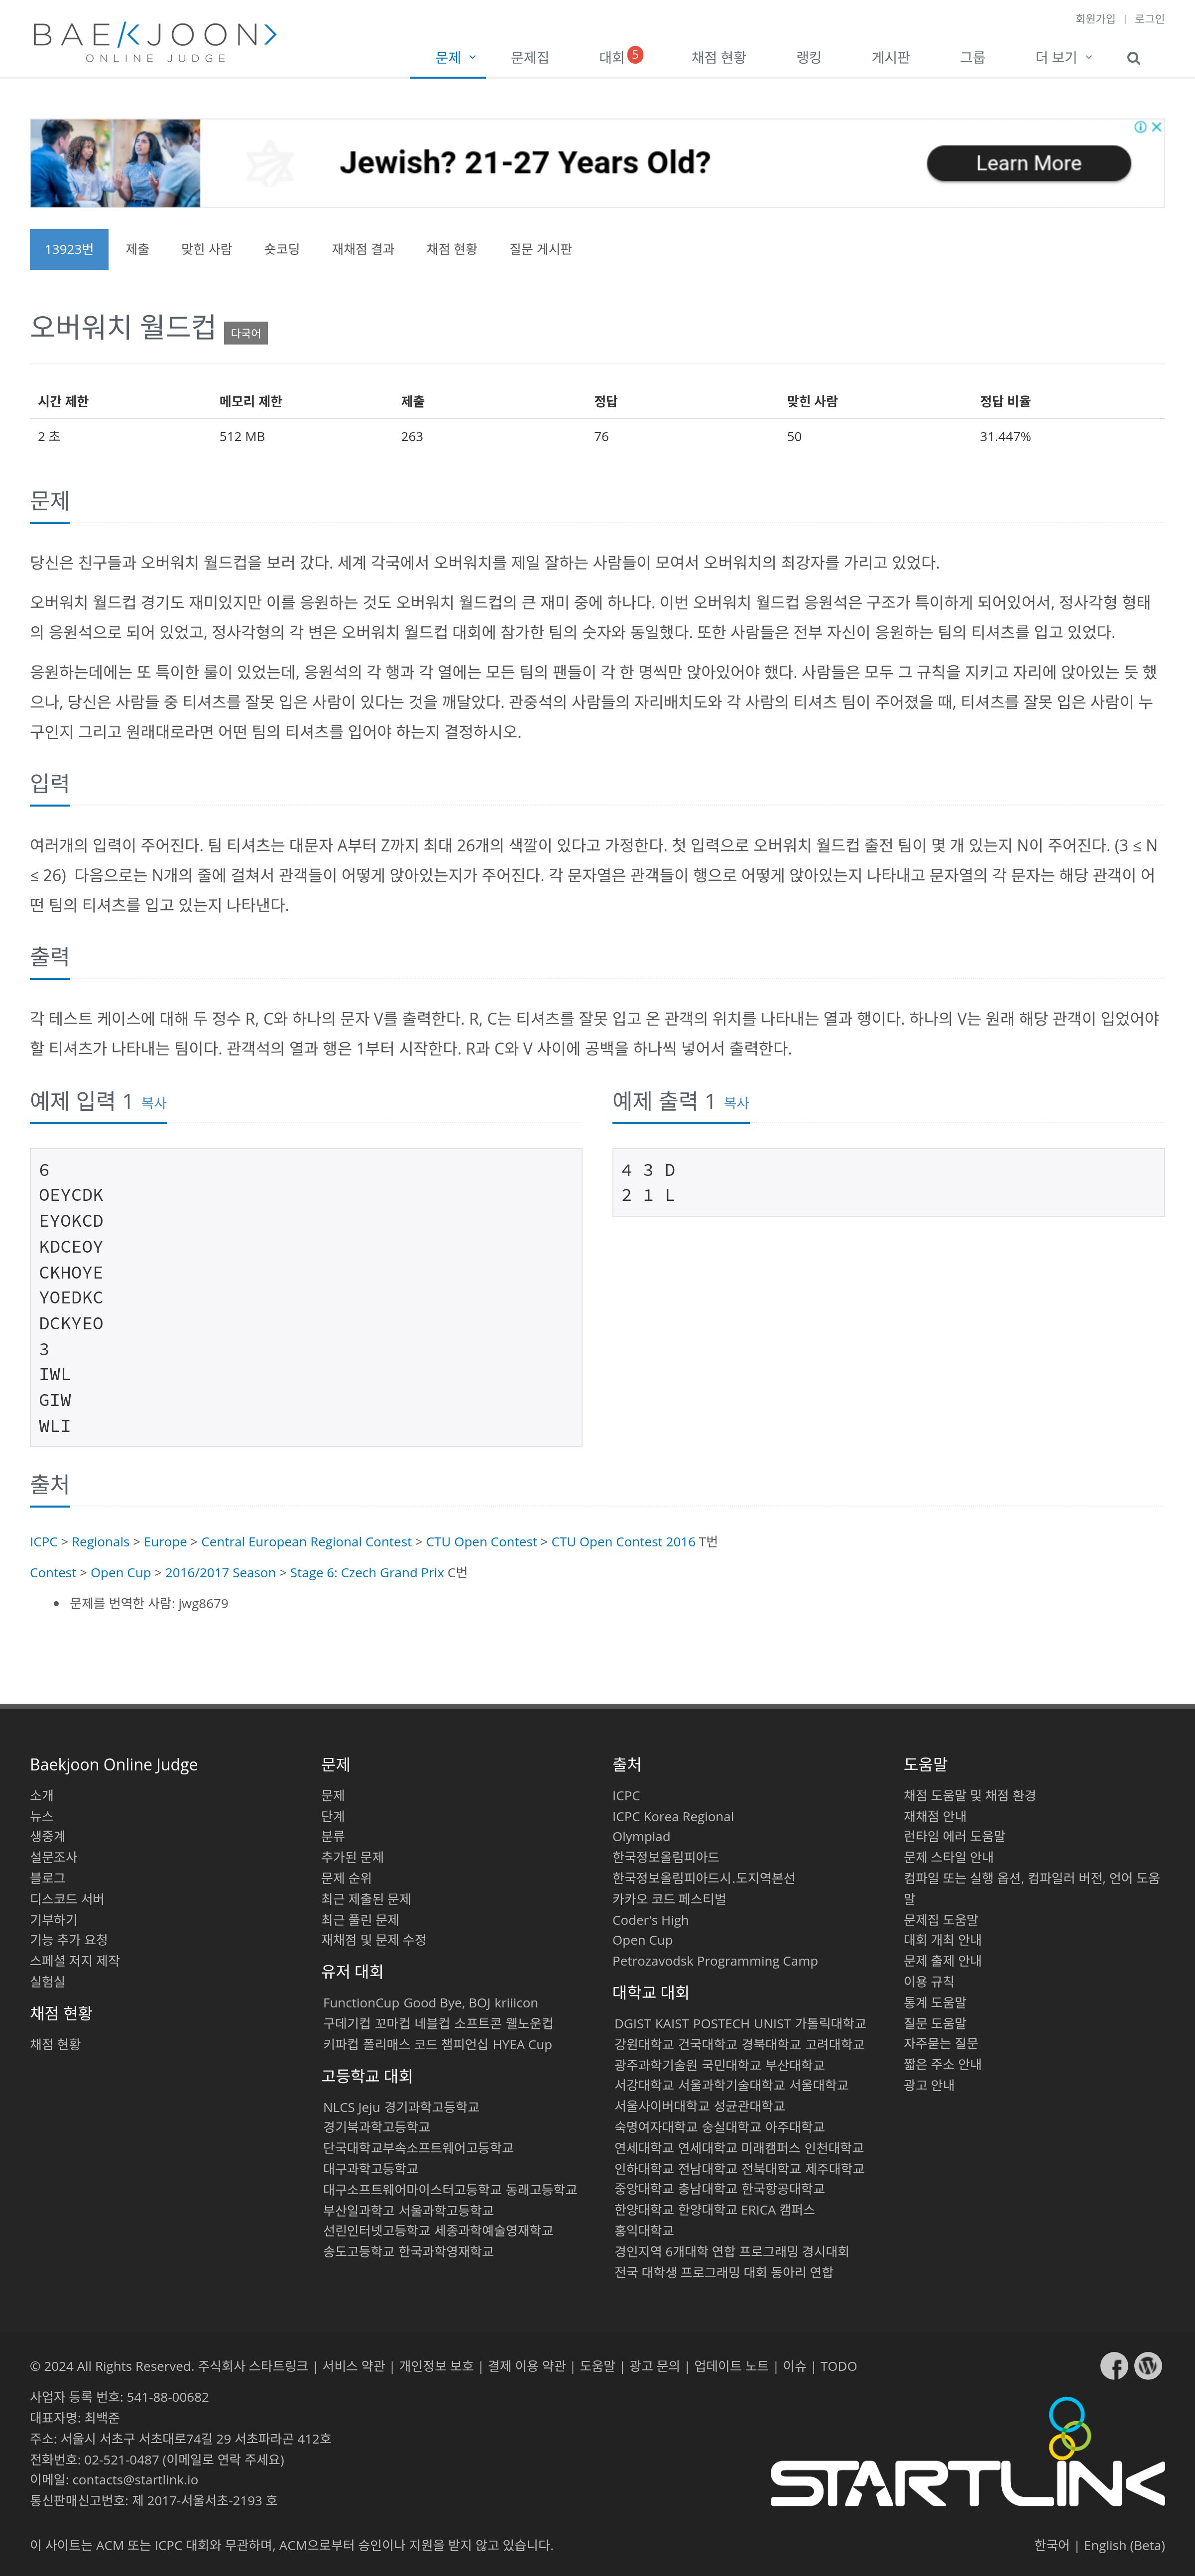 회원가입 | 로그인
BAEKJOON>
ONLINE JUDGE
문제 문제집 대회 5 채점 현황 랭킹 게시판 그룹 더 보기
Jewish? 21-27 Years Old?
Learn More
13923번 제출 맞힌 사람 숏코딩 재채점 결과 채점 현황 질문 게시판
오버워치 월드컵 다국어
시간 제한 메모리 제한 제출 정답 맞힌 사람 정답 비율
2 초 512 MB 263 76 50 31.447%
문제
당신은 친구들과 오버워치 월드컵을 보러 갔다. 세계 각국에서 오버워치를 제일 잘하는 사람들이 모여서 오버워치의 최강자를 가리고 있었다.
오버워치 월드컵 경기도 재미있지만 이를 응원하는 것도 오버워치 월드컵의 큰 재미 중에 하나다. 이번 오버워치 월드컵 응원석은 구조가 특이하게 되어있어서, 정사각형 형태
의 응원석으로 되어 있었고, 정사각형의 각 변은 오버워치 월드컵 대회에 참가한 팀의 숫자와 동일했다. 또한 사람들은 전부 자신이 응원하는 팀의 티셔츠를 입고 있었다.
응원하는데에는 또 특이한 룰이 있었는데, 응원석의 각 행과 각 열에는 모든 팀의 팬들이 각 한 명씩만 앉아있어야 했다. 사람들은 모두 그 규칙을 지키고 자리에 앉아있는 듯 했
으나, 당신은 사람들 중 티셔츠를 잘못 입은 사람이 있다는 것을 깨달았다. 관중석의 사람들의 자리배치도와 각 사람의 티셔츠 팀이 주어졌을 때, 티셔츠를 잘못 입은 사람이 누
구인지 그리고 원래대로라면 어떤 팀의 티셔츠를 입어야 하는지 결정하시오.
입력
여러개의 입력이 주어진다. 팀 티셔츠는 대문자 A부터 Z까지 최대 26개의 색깔이 있다고 가정한다. 첫 입력으로 오버워치 월드컵 출전 팀이 몇 개 있는지 N이 주어진다. (3 ≤ N
≤ 26)  다음으로는 N개의 줄에 걸쳐서 관객들이 어떻게 앉아있는지가 주어진다. 각 문자열은 관객들이 행으로 어떻게 앉아있는지 나타내고 문자열의 각 문자는 해당 관객이 어
떤 팀의 티셔츠를 입고 있는지 나타낸다.
출력
각 테스트 케이스에 대해 두 정수 R, C와 하나의 문자 V를 출력한다. R, C는 티셔츠를 잘못 입고 온 관객의 위치를 나타내는 열과 행이다. 하나의 V는 원래 해당 관객이 입었어야
할 티셔츠가 나타내는 팀이다. 관객석의 열과 행은 1부터 시작한다. R과 C와 V 사이에 공백을 하나씩 넣어서 출력한다.
예제 입력 1 복사
6
OEYCDK
EYOKCD
KDCEOY
CKHOYE
YOEDKC
DCKYEO
3
IWL
GIW
WLI
예제 출력 1 복사
4 3 D
2 1 L
출처
ICPC > Regionals > Europe > Central European Regional Contest > CTU Open Contest > CTU Open Contest 2016 T번
Contest > Open Cup > 2016/2017 Season > Stage 6: Czech Grand Prix C번
• 문제를 번역한 사람: jwg8679
Baekjoon Online Judge
소개
뉴스
생중계
설문조사
블로그
디스코드 서버
기부하기
기능 추가 요청
스페셜 저지 제작
실험실
채점 현황
채점 현황
문제
문제
단계
분류
추가된 문제
문제 순위
최근 제출된 문제
최근 풀린 문제
재채점 및 문제 수정
유저 대회
FunctionCup Good Bye, BOJ kriiicon
구데기컵 꼬마컵 네블컵 소프트콘 웰노운컵
키파컵 폴리매스 코드 챔피언십 HYEA Cup
고등학교 대회
NLCS Jeju 경기과학고등학교
경기북과학고등학교
단국대학교부속소프트웨어고등학교
대구과학고등학교
대구소프트웨어마이스터고등학교 동래고등학교
부산일과학고 서울과학고등학교
선린인터넷고등학교 세종과학예술영재학교
송도고등학교 한국과학영재학교
출처
ICPC
ICPC Korea Regional
Olympiad
한국정보올림피아드
한국정보올림피아드시.도지역본선
카카오 코드 페스티벌
Coder's High
Open Cup
Petrozavodsk Programming Camp
대학교 대회
DGIST KAIST POSTECH UNIST 가톨릭대학교
강원대학교 건국대학교 경북대학교 고려대학교
광주과학기술원 국민대학교 부산대학교
서강대학교 서울과학기술대학교 서울대학교
서울사이버대학교 성균관대학교
숙명여자대학교 숭실대학교 아주대학교
연세대학교 연세대학교 미래캠퍼스 인천대학교
인하대학교 전남대학교 전북대학교 제주대학교
중앙대학교 충남대학교 한국항공대학교
한양대학교 한양대학교 ERICA 캠퍼스
홍익대학교
경인지역 6개대학 연합 프로그래밍 경시대회
전국 대학생 프로그래밍 대회 동아리 연합
도움말
채점 도움말 및 채점 환경
재채점 안내
런타임 에러 도움말
문제 스타일 안내
컴파일 또는 실행 옵션, 컴파일러 버전, 언어 도움
말
문제집 도움말
대회 개최 안내
문제 출제 안내
이용 규칙
통계 도움말
질문 도움말
자주묻는 질문
짧은 주소 안내
광고 안내
© 2024 All Rights Reserved. 주식회사 스타트링크 | 서비스 약관 | 개인정보 보호 | 결제 이용 약관 | 도움말 | 광고 문의 | 업데이트 노트 | 이슈 | TODO
사업자 등록 번호: 541-88-00682
대표자명: 최백준
주소: 서울시 서초구 서초대로74길 29 서초파라곤 412호
전화번호: 02-521-0487 (이메일로 연락 주세요)
이메일: contacts@startlink.io
통신판매신고번호: 제 2017-서울서초-2193 호
STARTLINK
이 사이트는 ACM 또는 ICPC 대회와 무관하며, ACM으로부터 승인이나 지원을 받지 않고 있습니다.
한국어 | English (Beta)